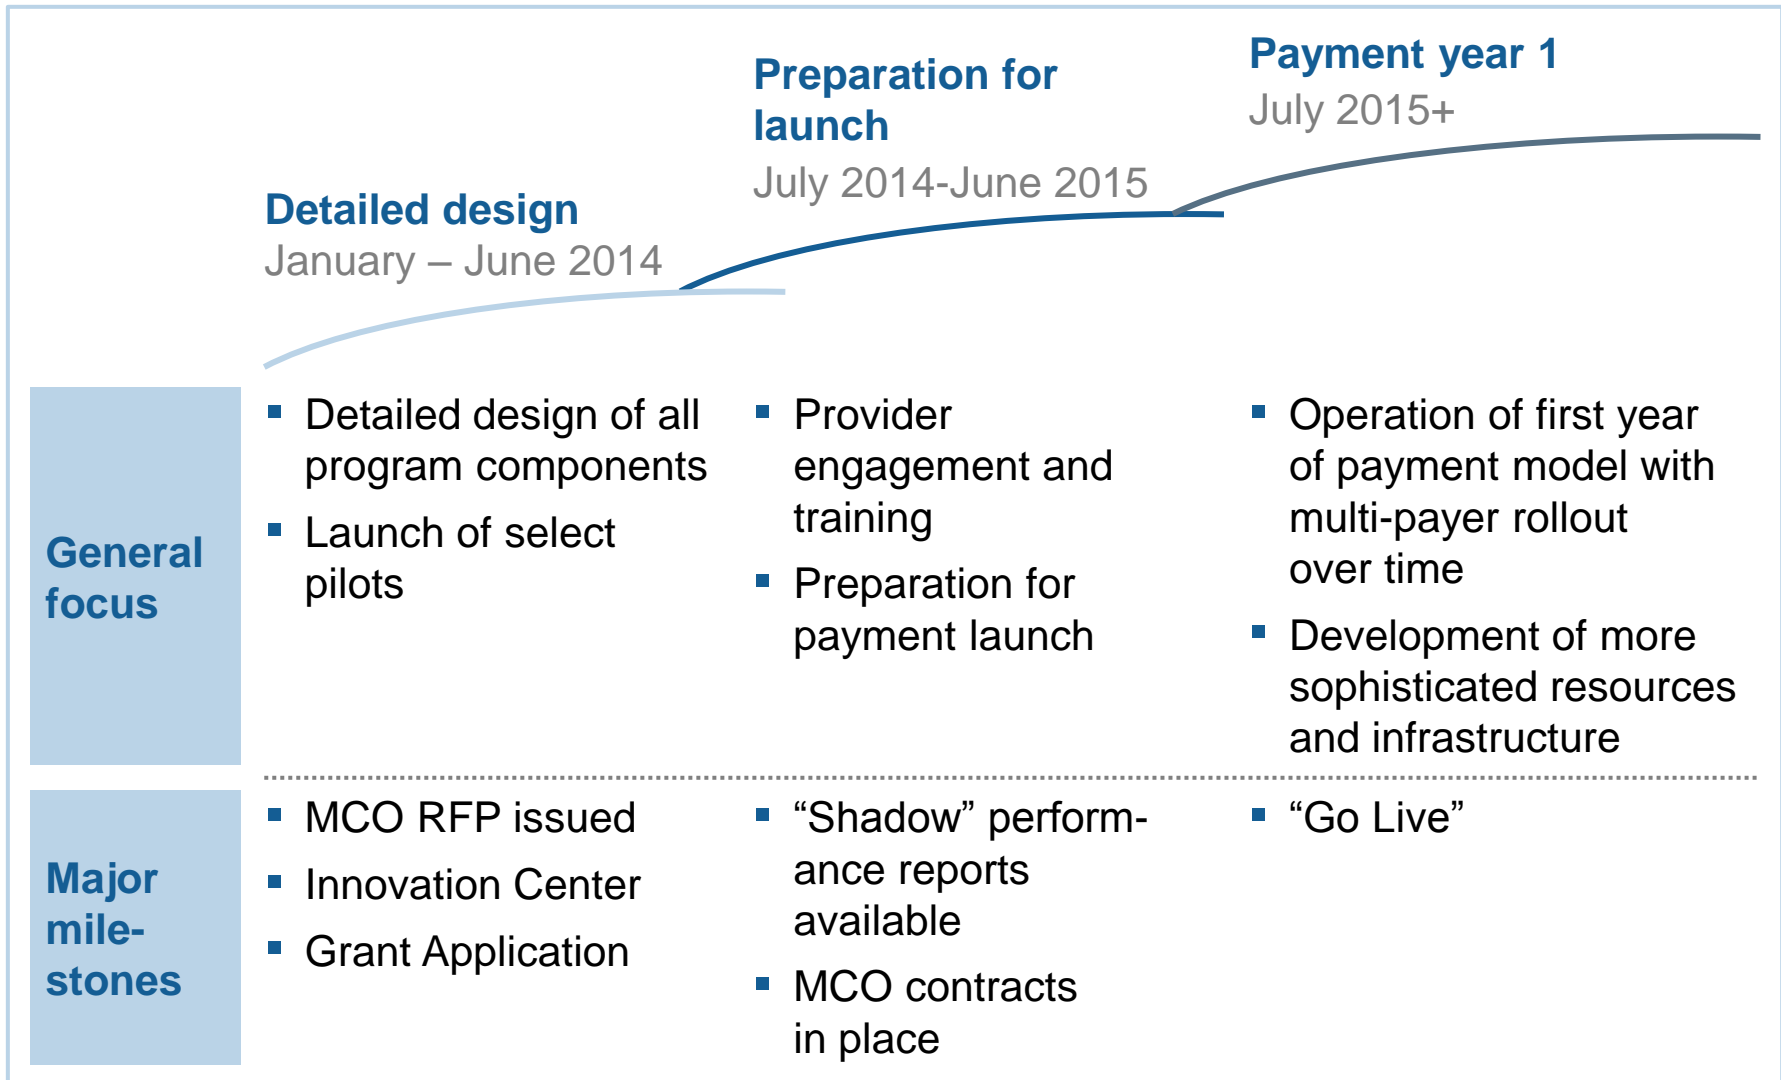 Detailed design
January – June 2014
Preparation for
launch
July 2014-June 2015
Payment year 1
July 2015+
General
focus
▪ Detailed design of all
program components
▪ Launch of select
pilots
▪ Provider
engagement and
training
▪ Preparation for
payment launch
▪ Operation of first year
of payment model with
multi-payer rollout
over time
▪ Development of more
sophisticated resources
and infrastructure
Major
mile-
stones
▪ MCO RFP issued
▪ Innovation Center
▪ Grant Application
▪ “Shadow” perform-
ance reports
available
▪ MCO contracts
in place
▪ “Go Live”